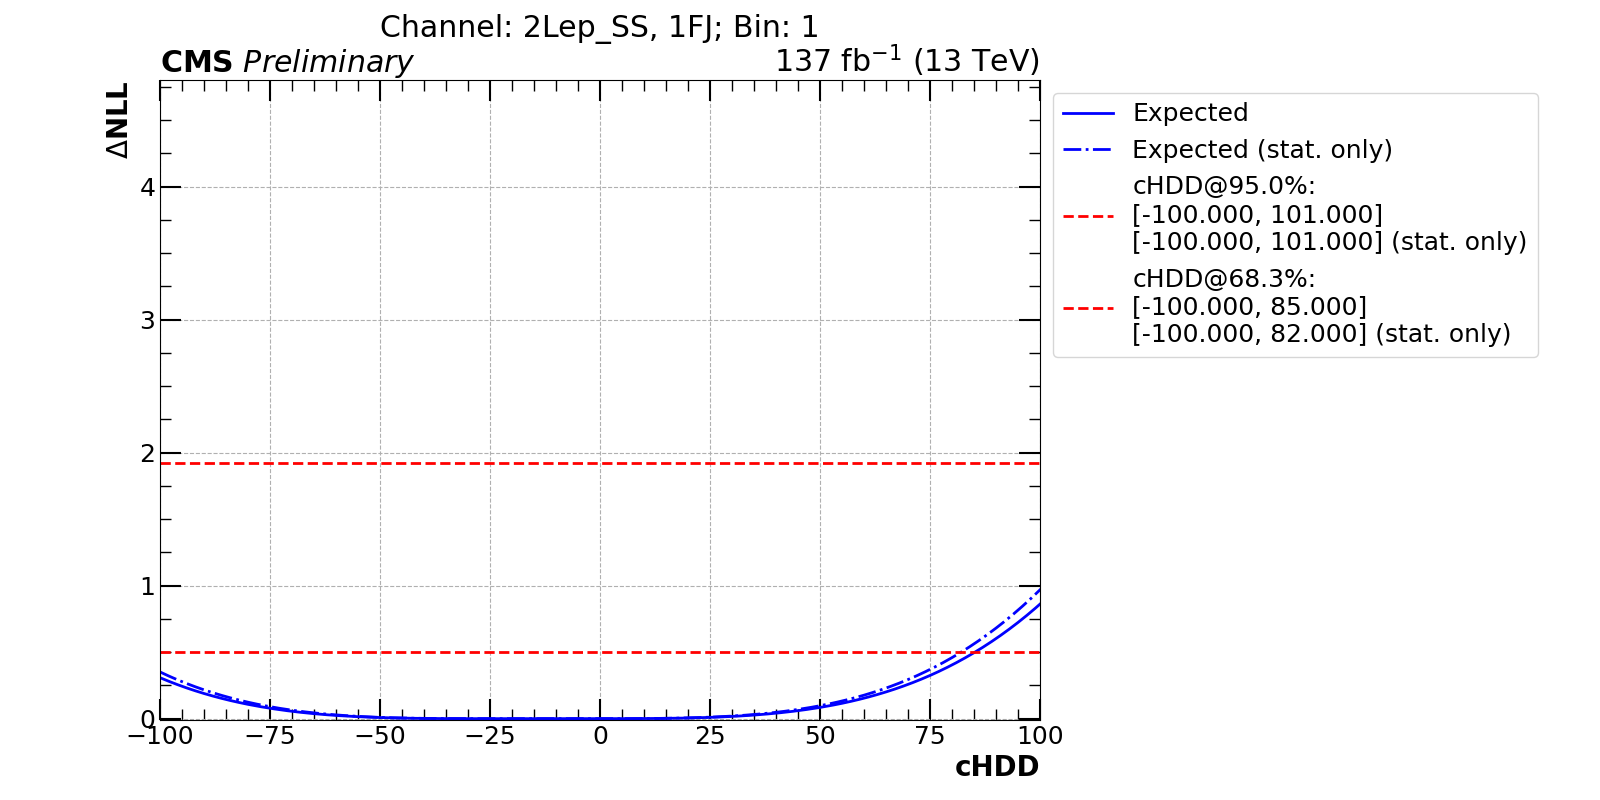 Channel: 2Lep_SS, 1FJ; Bin: 1
CMS Preliminary 137 fb⁻¹ (13 TeV)
ΔNLL
4
3
2
1
0
−100 −75 −50 −25 0 25 50 75 100
cHDD
Expected
Expected (stat. only)
cHDD@95.0%:
[-100.000, 101.000]
[-100.000, 101.000] (stat. only)
cHDD@68.3%:
[-100.000, 85.000]
[-100.000, 82.000] (stat. only)